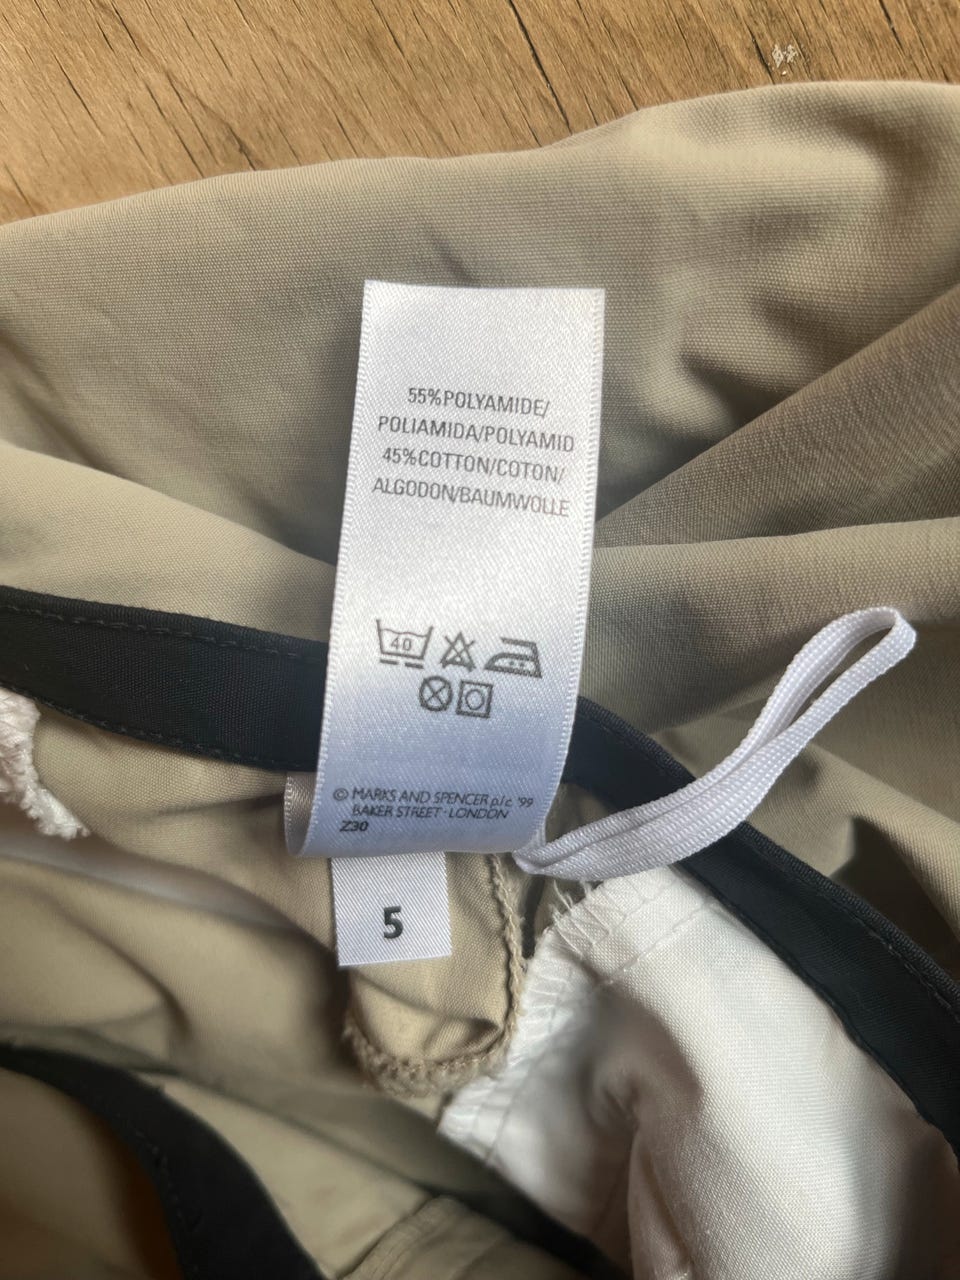 55%POLYAMIDE/
POLIAMIDA/POLYAMID
45%COTTON/COTON/
ALGODON/BAUMWOLLE
40
© MARKS AND SPENCER p.l.c. '99
BAKER STREET · LONDON
Z30
5